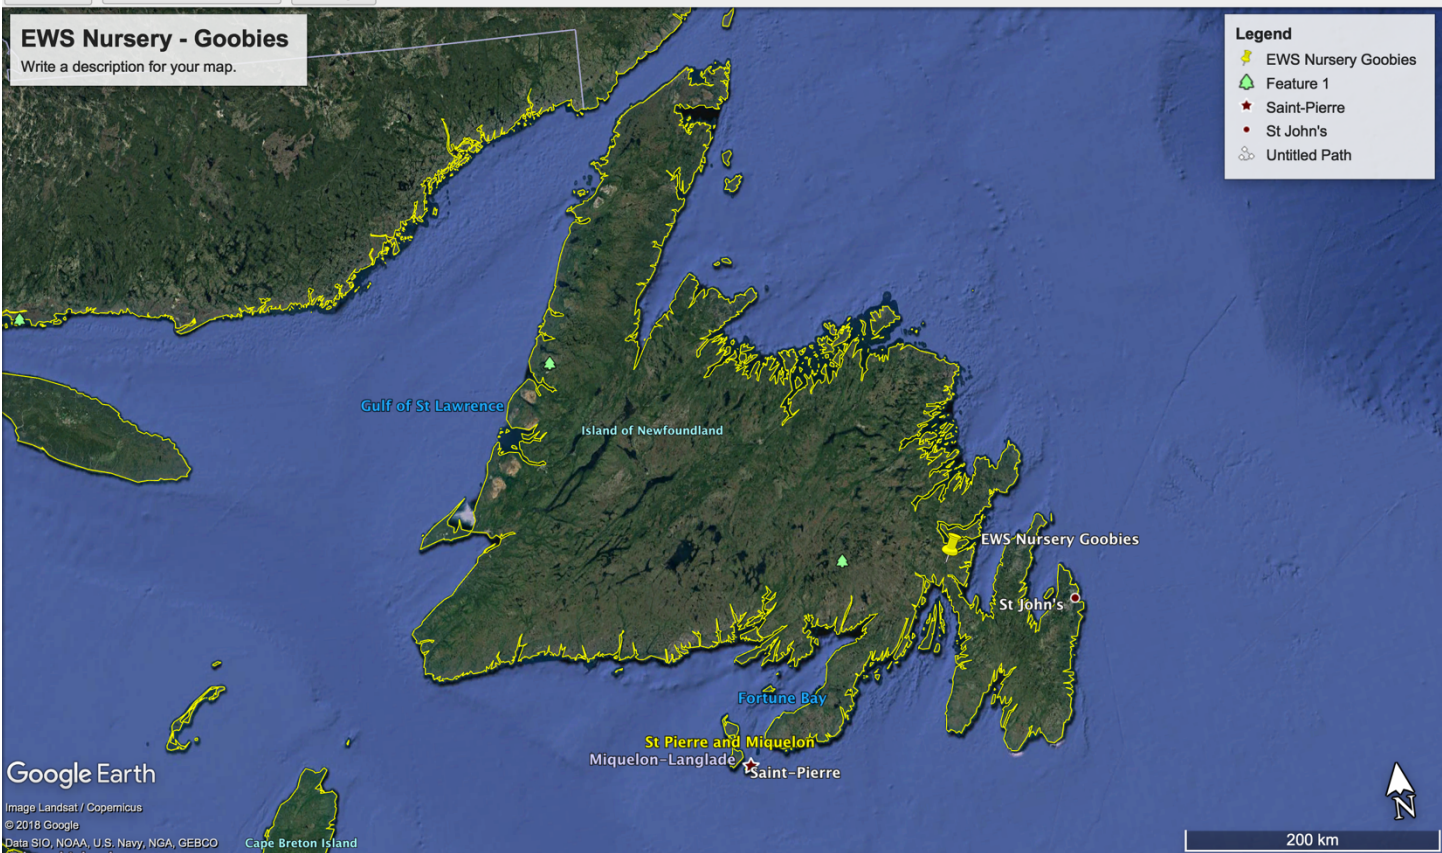 EWS Nursery - Goobies
Write a description for your map.
Legend
EWS Nursery Goobies
Feature 1
Saint-Pierre
St John's
Untitled Path
Gulf of St Lawrence
Island of Newfoundland
EWS Nursery Goobies
St John's
Fortune Bay
St Pierre and Miquelon
Miquelon-Langlade
Saint-Pierre
Google Earth
Image Landsat / Copernicus
© 2018 Google
Data SIO, NOAA, U.S. Navy, NGA, GEBCO
Cape Breton Island
N
200 km